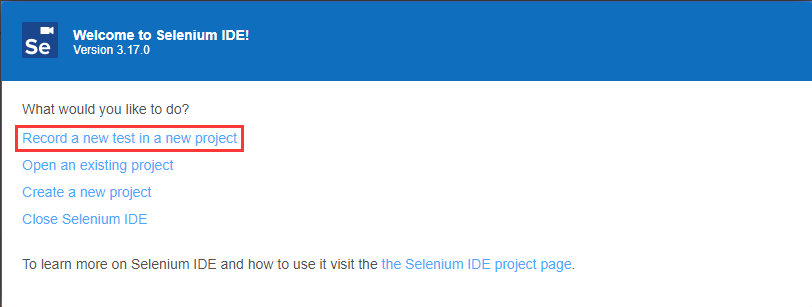 Se
Welcome to Selenium IDE!
Version 3.17.0
What would you like to do?
Record a new test in a new project
Open an existing project
Create a new project
Close Selenium IDE
To learn more on Selenium IDE and how to use it visit the the Selenium IDE project page.